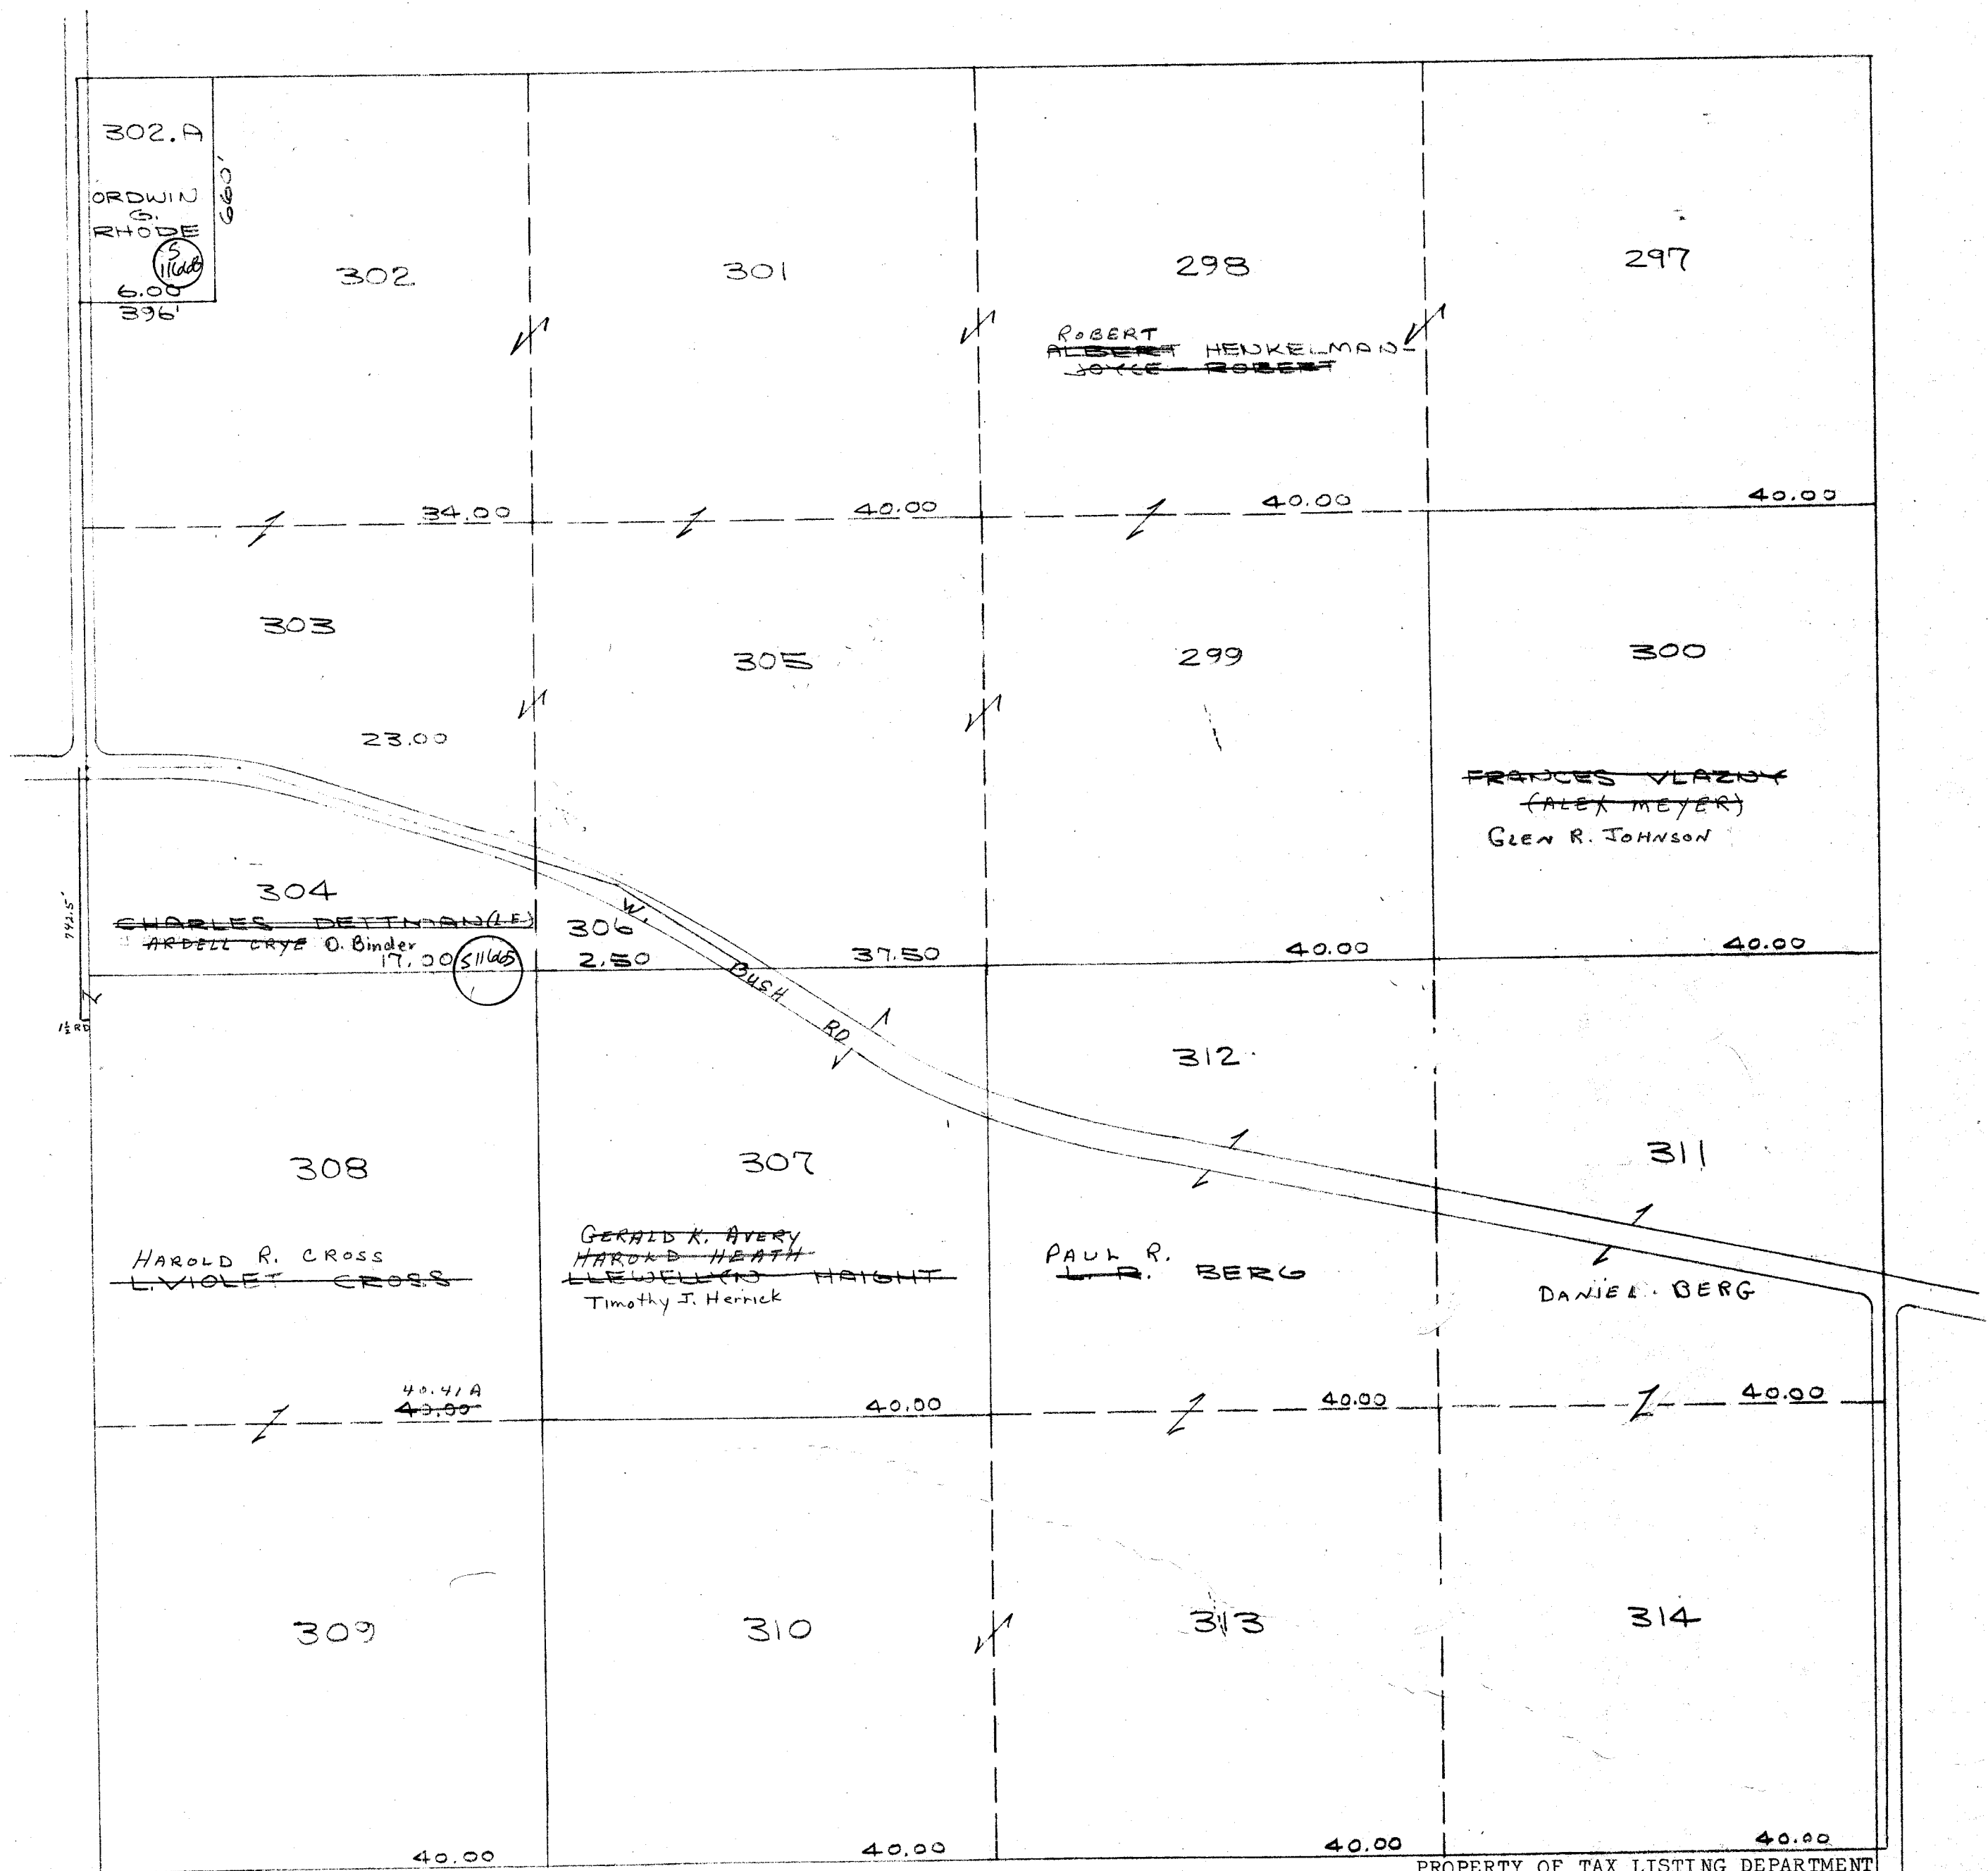 302.A
660'
ORDWIN
G.
RHODE
S
6.00
396'
302
301
298
297
ROBERT
ALBERT HENKELMAN-
JOYCE ROBERT
34.00
40.00
40.00
40.00
303
305
299
300
23.00
FRANCES VLAZNY
(ALEX MEYER)
GLEN R. JOHNSON
742.5'
304
CHARLES DETTMAN (LE)
ARDELL CRYE O. Binder
17.00
S11665
306
2.50
W. BUSH RD
37.50
40.00
40.00
1½ RD
312
311
308
307
HAROLD R. CROSS
L. VIOLET CROSS
GERALD K. AVERY
HAROLD HEATH
LLEWELLYN HAIGHT
Timothy J. Herrick
PAUL R.
L. R. BERG
DANIEL BERG
40.41A
40.00
40.00
40.00
40.00
309
310
313
314
40.00
40.00
40.00
40.00
PROPERTY OF TAX LISTING DEPARTMENT